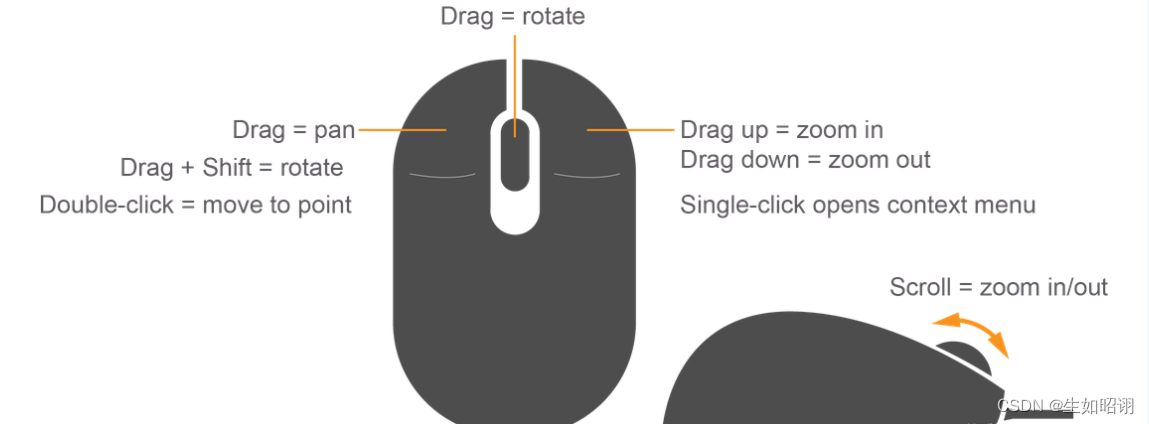 Drag = rotate
Drag = pan
Drag + Shift = rotate
Double-click = move to point
Drag up = zoom in
Drag down = zoom out
Single-click opens context menu
Scroll = zoom in/out
CSDN @生如昭诩